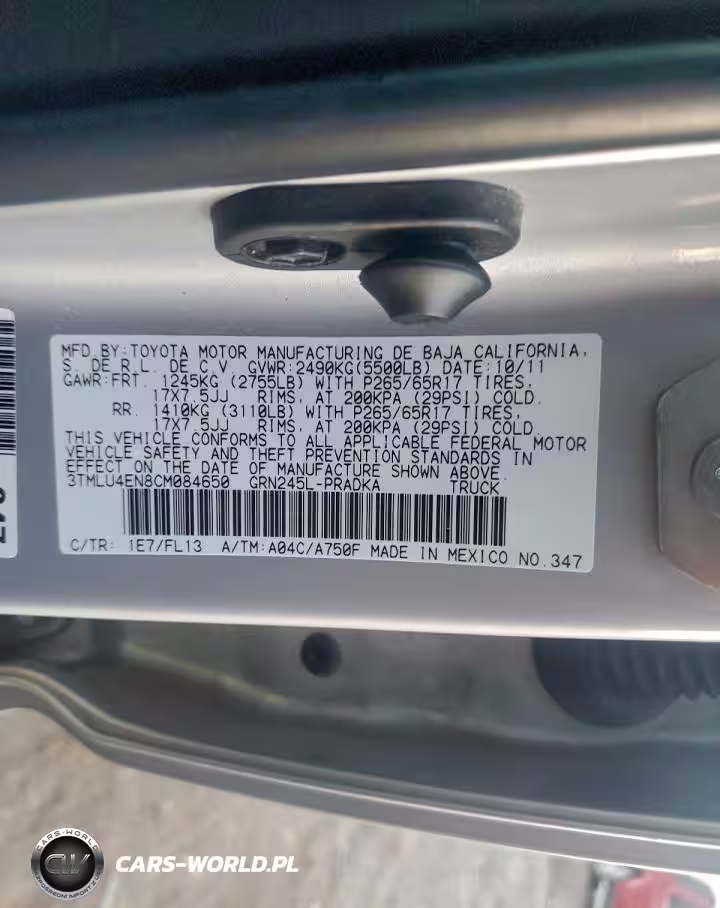 MFD.BY:TOYOTA MOTOR MANUFACTURING DE BAJA CALIFORNIA,
S. DE R.L. DE C.V. GVWR:2490KG(5500LB) DATE: 10/11
GAWR:FRT. 1245KG (2755LB) WITH P265/65R17 TIRES,
17X7.5JJ RIMS, AT 200KPA (29PSI) COLD.
RR. 1410KG (3110LB) WITH P265/65R17 TIRES,
17X7.5JJ RIMS, AT 200KPA (29PSI) COLD.
THIS VEHICLE CONFORMS TO ALL APPLICABLE FEDERAL MOTOR
VEHICLE SAFETY AND THEFT PREVENTION STANDARDS IN
EFFECT ON THE DATE OF MANUFACTURE SHOWN ABOVE.
3TMLU4EN8CM084650 GRN245L-PRADKA TRUCK
C/TR: 1E7/FL13 A/TM:A04C/A750F MADE IN MEXICO NO.347
CARS-WORLD
CW
CARS-WORLD.PL